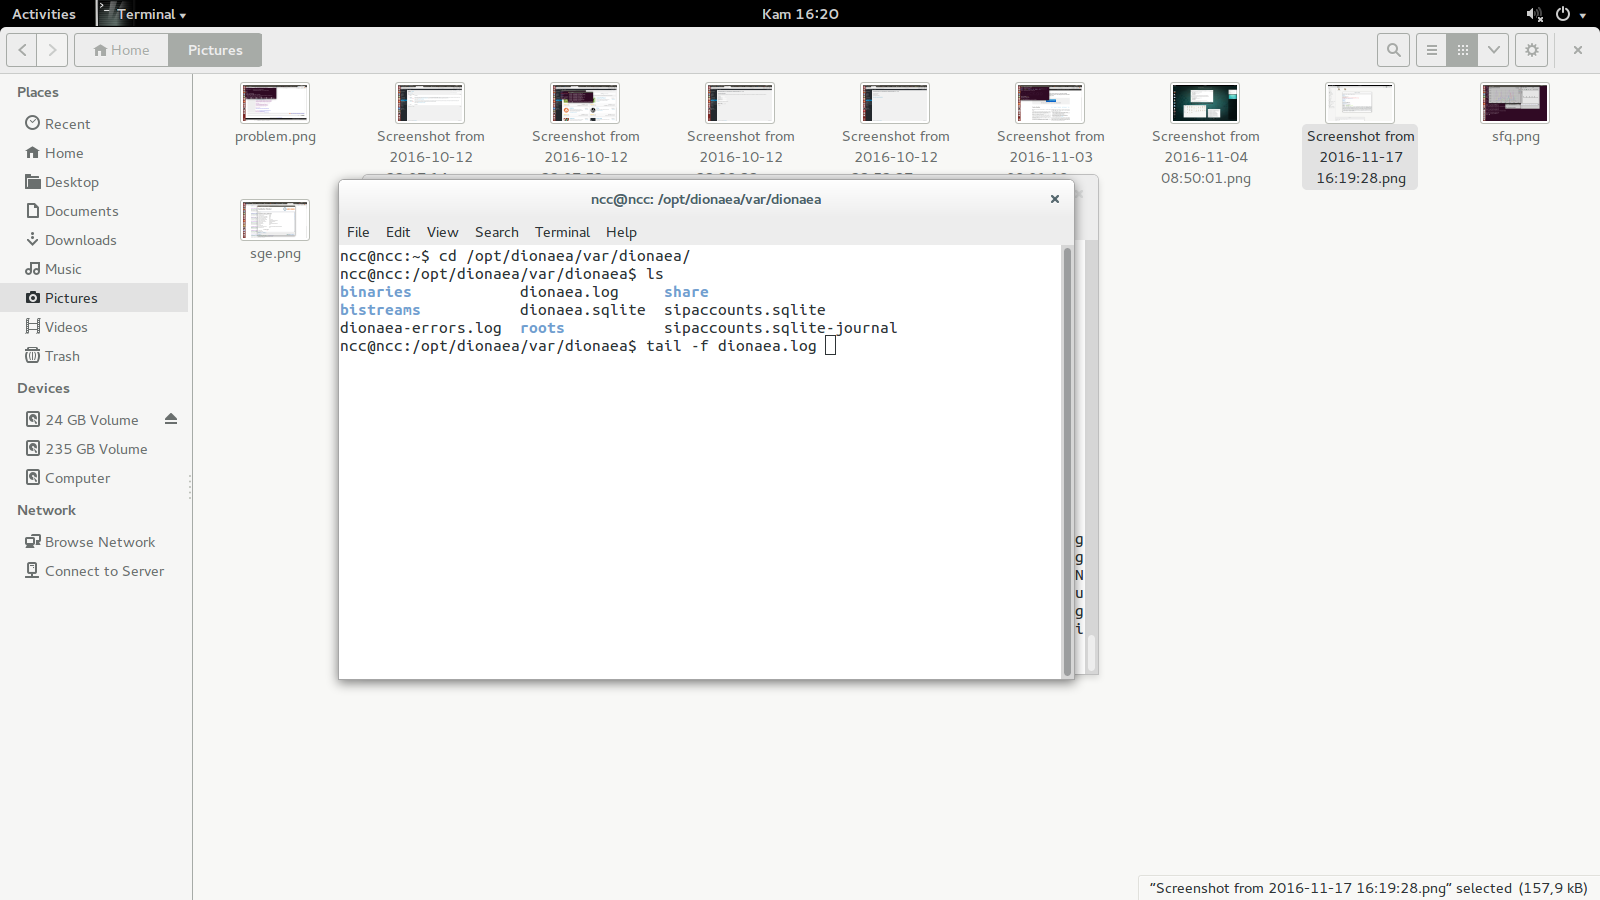 Activities
Terminal
Kam 16:20
Home
Pictures
Places
Recent
Home
Desktop
Documents
Downloads
Music
Pictures
Videos
Trash
Devices
24 GB Volume
235 GB Volume
Computer
Network
Browse Network
Connect to Server
problem.png
Screenshot from
2016-10-12
Screenshot from
2016-10-12
Screenshot from
2016-10-12
Screenshot from
2016-10-12
Screenshot from
2016-11-03
Screenshot from
2016-11-04
08:50:01.png
Screenshot from
2016-11-17
16:19:28.png
sfq.png
sge.png
ncc@ncc: /opt/dionaea/var/dionaea
File Edit View Search Terminal Help
ncc@ncc:~$ cd /opt/dionaea/var/dionaea/
ncc@ncc:/opt/dionaea/var/dionaea$ ls
binaries dionaea.log share
bistreams dionaea.sqlite sipaccounts.sqlite
dionaea-errors.log roots sipaccounts.sqlite-journal
ncc@ncc:/opt/dionaea/var/dionaea$ tail -f dionaea.log
g
g
N
u
g
i
"Screenshot from 2016-11-17 16:19:28.png" selected (157,9 kB)